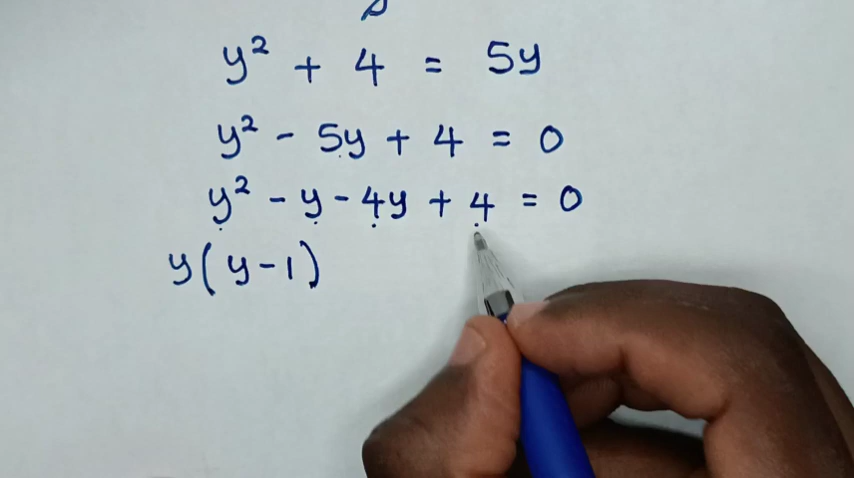 y² + 4 = 5y
y² - 5y + 4 = 0
y² - y - 4y + 4 = 0
y(y-1)